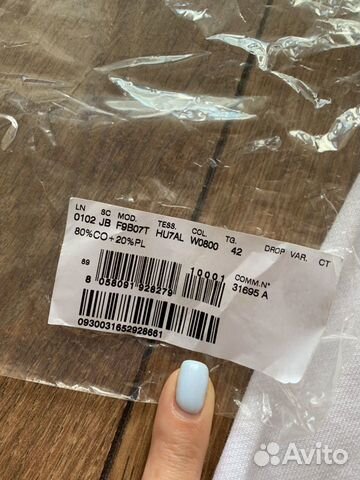 LN SC MOD. TESS. COL. TG. DROP VAR. CT
0102 JB F9B07T HU7AL W0800 42
80%CO+20%PL
89 10001 COMM.N°
8 058091 928279 31695 A
0930031652928661
Avito